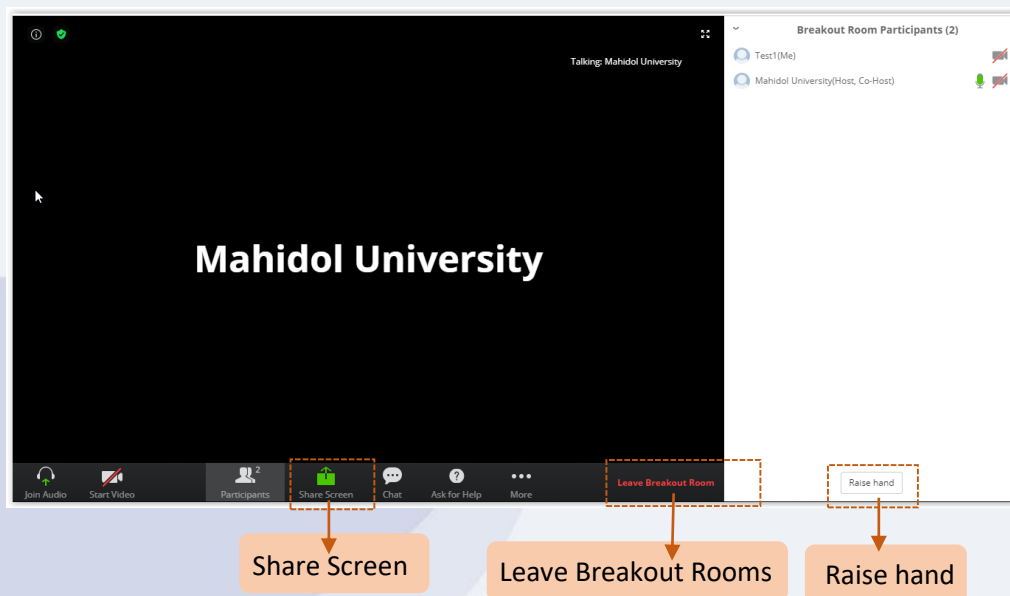 Talking: Mahidol University
Mahidol University
Breakout Room Participants (2)
Test1(Me)
Mahidol University(Host, Co-Host)
Join Audio
Start Video
2
Participants
Share Screen
Chat
Ask for Help
More
Leave Breakout Room
Raise hand
Share Screen
Leave Breakout Rooms
Raise hand